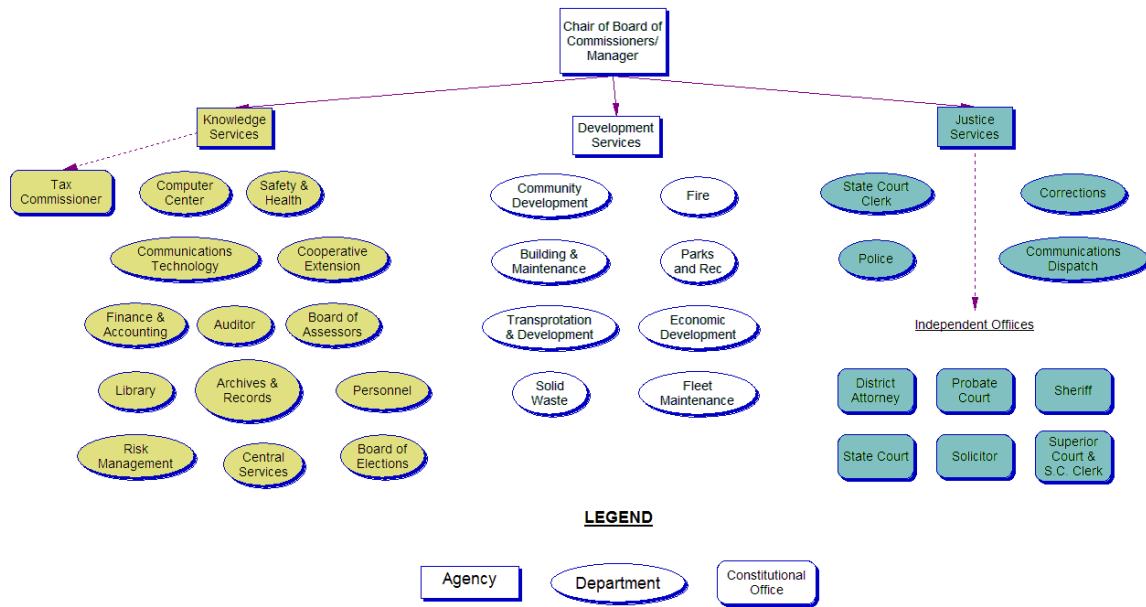 Chair of Board of
Commissioners/
Manager
Knowledge
Services
Development
Services
Justice
Services
Tax
Commissioner
Computer
Center
Safety &
Health
Communications
Technology
Cooperative
Extension
Finance &
Accounting
Auditor
Board of
Assessors
Library
Archives &
Records
Personnel
Risk
Management
Central
Services
Board of
Elections
Community
Development
Fire
Building &
Maintenance
Parks
and Rec
Transprotation
& Development
Economic
Development
Solid
Waste
Fleet
Maintenance
State Court
Clerk
Corrections
Police
Communications
Dispatch
Independent Offiices
District
Attorney
Probate
Court
Sheriff
State Court
Solicitor
Superior
Court &
S.C. Clerk
LEGEND
Agency
Department
Constitutional
Office